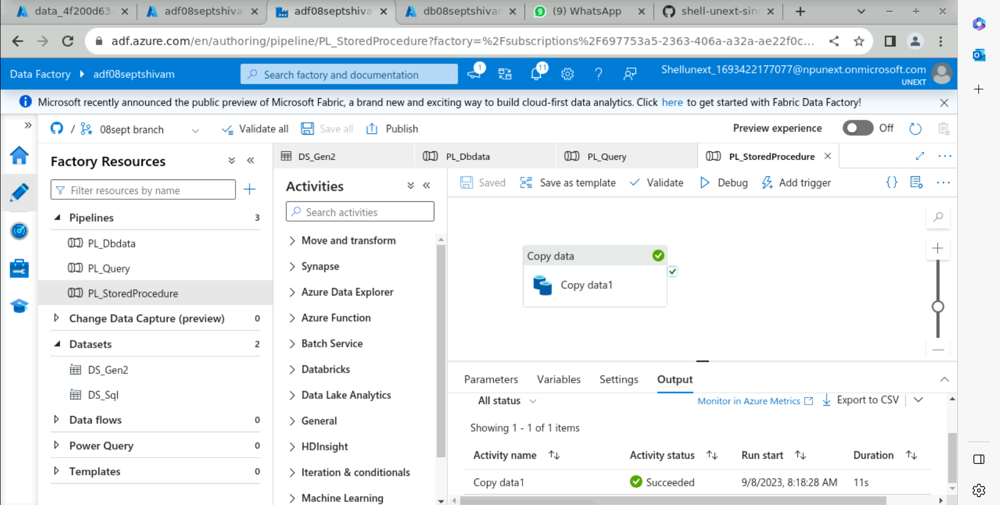 data_4f200d63-
adf08septshiva
adf08septshiva
db08septshivar
(9) WhatsApp
shell-unext-sing
adf.azure.com/en/authoring/pipeline/PL_StoredProcedure?factory=%2Fsubscriptions%2F697753a5-2363-406a-a32a-ae22f0c...
Data Factory
adf08septshivam
Search factory and documentation
1
11
?
Shellunext_1693422177077@npunext.onmicrosoft.com
UNEXT
Microsoft recently announced the public preview of Microsoft Fabric, a brand new and exciting way to build cloud-first data analytics. Click here to get started with Fabric Data Factory!
/
08sept branch
Validate all
Save all
Publish
Preview experience
Off
Factory Resources
Filter resources by name
Pipelines 3
PL_Dbdata
PL_Query
PL_StoredProcedure
Change Data Capture (preview) 0
Datasets 2
DS_Gen2
DS_Sql
Data flows 0
Power Query 0
Templates 0
DS_Gen2
PL_Dbdata
PL_Query
PL_StoredProcedure
Activities
Search activities
Move and transform
Synapse
Azure Data Explorer
Azure Function
Batch Service
Databricks
Data Lake Analytics
General
HDInsight
Iteration & conditionals
Machine Learning
Saved
Save as template
Validate
Debug
Add trigger
{}
Copy data
Copy data1
Parameters
Variables
Settings
Output
All status
Monitor in Azure Metrics
Export to CSV
Showing 1 - 1 of 1 items
Activity name
Activity status
Run start
Duration
Copy data1
Succeeded
9/8/2023, 8:18:28 AM
11s